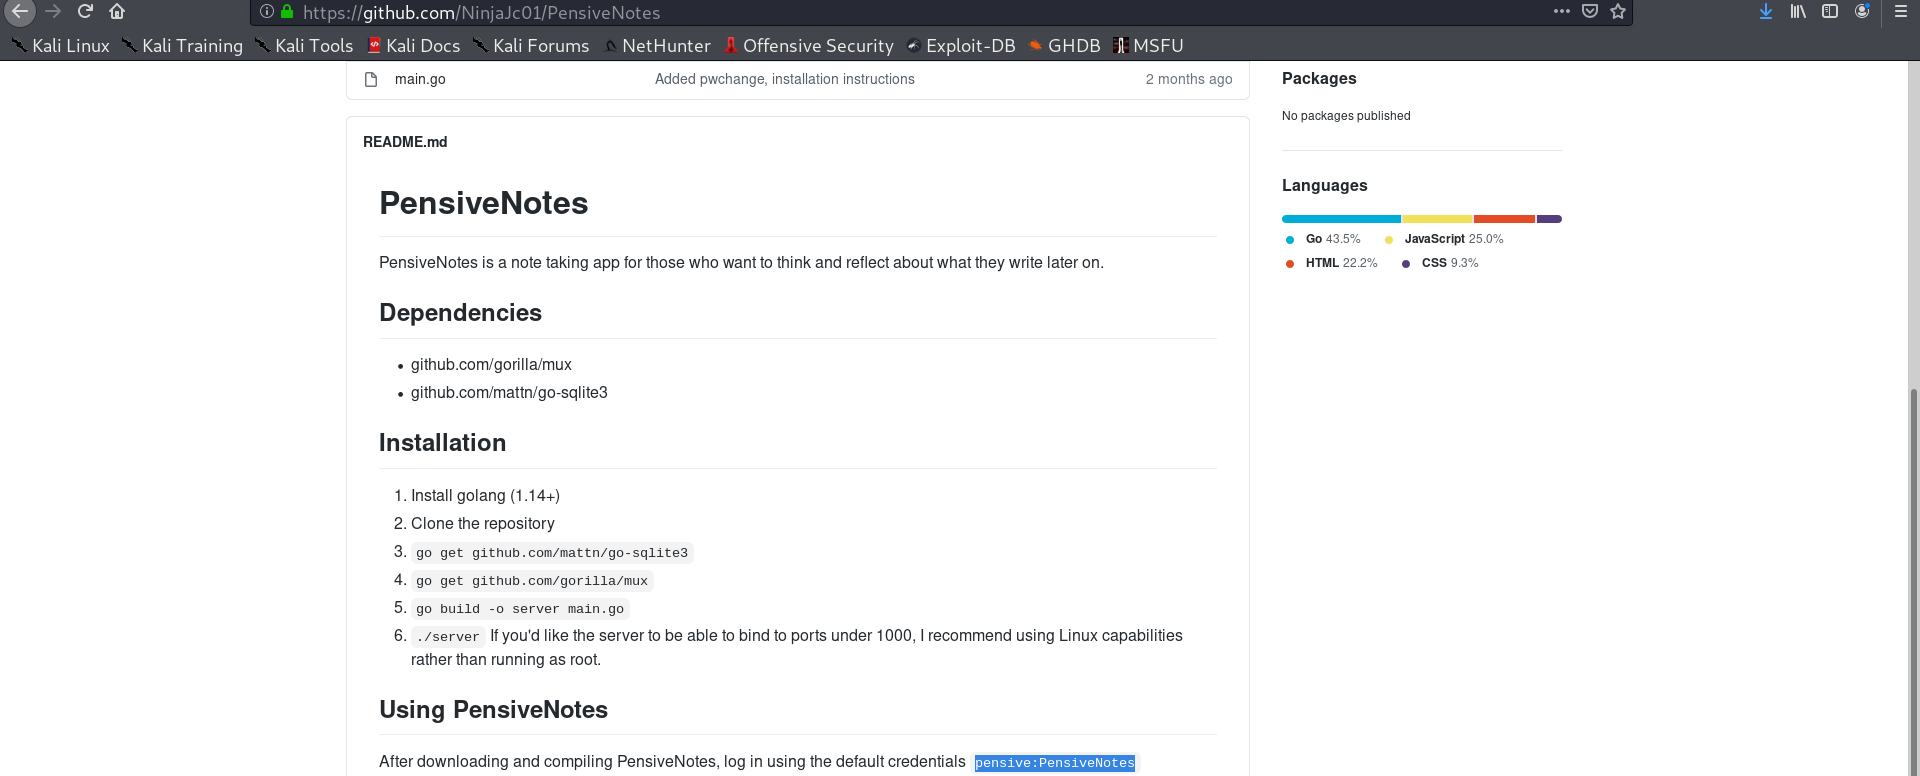 https://github.com/NinjaJc01/PensiveNotes
Kali Linux Kali Training Kali Tools Kali Docs Kali Forums NetHunter Offensive Security Exploit-DB GHDB MSFU
main.go Added pwchange, installation instructions 2 months ago
README.md
PensiveNotes
PensiveNotes is a note taking app for those who want to think and reflect about what they write later on.
Dependencies
• github.com/gorilla/mux
• github.com/mattn/go-sqlite3
Installation
1. Install golang (1.14+)
2. Clone the repository
3. go get github.com/mattn/go-sqlite3
4. go get github.com/gorilla/mux
5. go build -o server main.go
6. ./server If you'd like the server to be able to bind to ports under 1000, I recommend using Linux capabilities
rather than running as root.
Using PensiveNotes
After downloading and compiling PensiveNotes, log in using the default credentials pensive:PensiveNotes
Packages
No packages published
Languages
Go 43.5% JavaScript 25.0%
HTML 22.2% CSS 9.3%